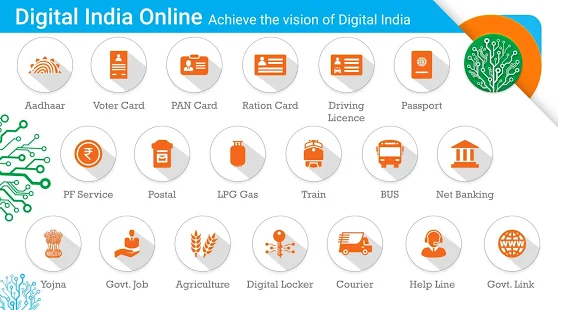 Digital India Online Achieve the vision of Digital India
Aadhaar Voter Card PAN Card Ration Card Driving Licence Passport
PF Service Postal LPG Gas Train BUS Net Banking
Yojna Govt. Job Agriculture Digital Locker Courier Help Line Govt. Link
WWW